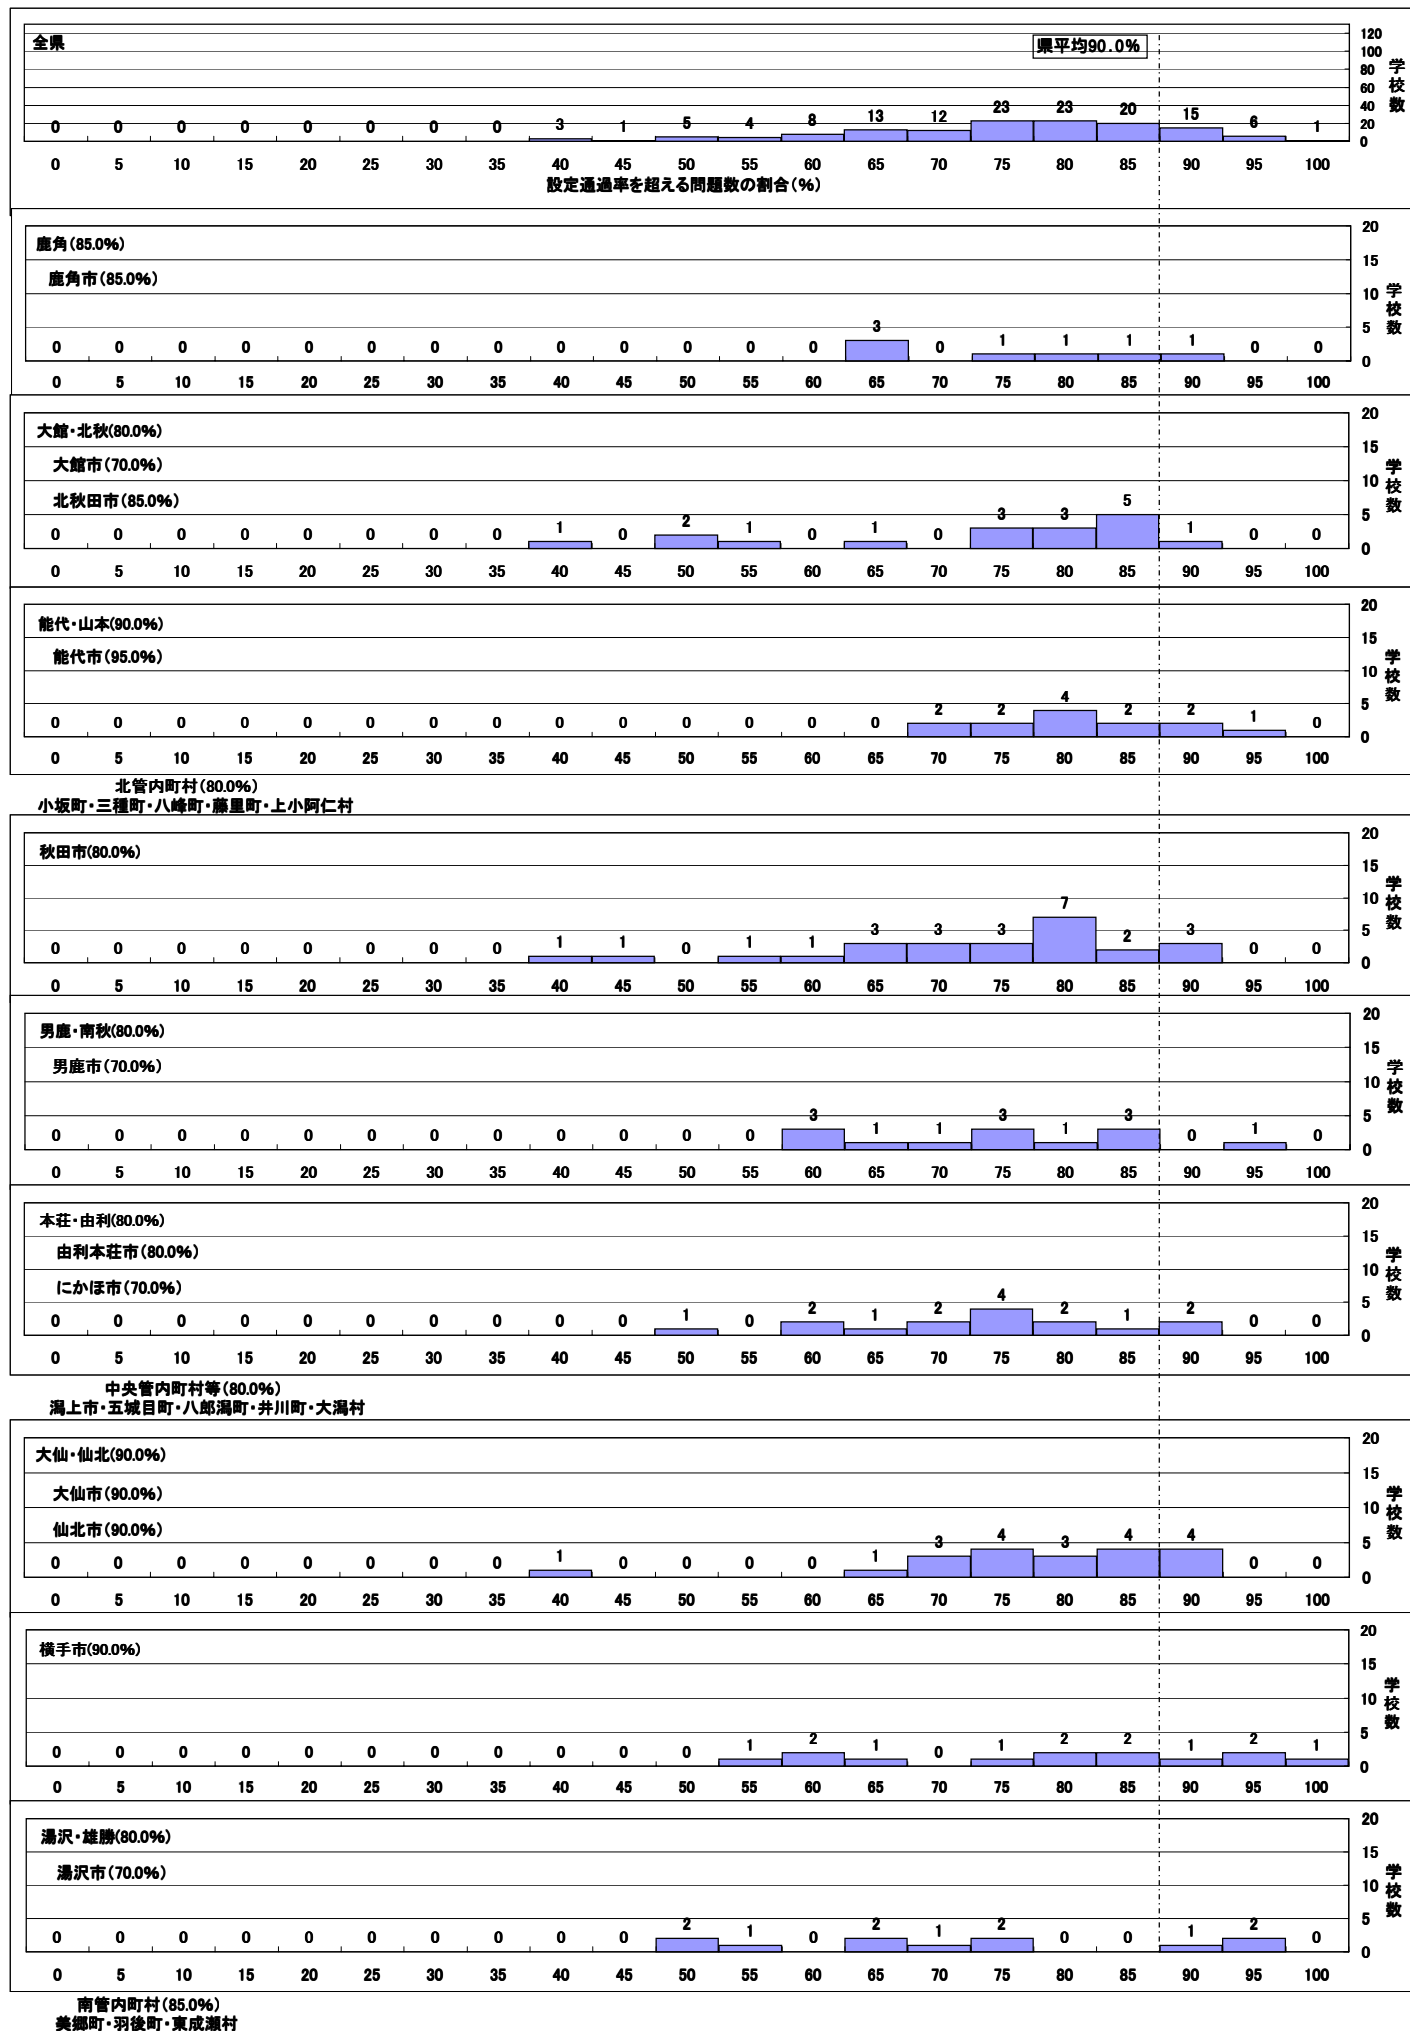 全県
県平均90.0%
120
100
80
60
40
20
0
学校数
0 0 0 0 0 0 0 0 3 1 5 4 8 13 12 23 23 20 15 6 1
0 5 10 15 20 25 30 35 40 45 50 55 60 65 70 75 80 85 90 95 100
設定通過率を超える問題数の割合(%)
鹿角(85.0%)
鹿角市(85.0%)
20
15
10
5
0
学校数
0 0 0 0 0 0 0 0 0 0 0 0 0 3 0 1 1 1 1 0 0
0 5 10 15 20 25 30 35 40 45 50 55 60 65 70 75 80 85 90 95 100
大館・北秋(80.0%)
大館市(70.0%)
北秋田市(85.0%)
20
15
10
5
0
学校数
0 0 0 0 0 0 0 0 1 0 2 1 0 1 0 3 3 5 1 0 0
0 5 10 15 20 25 30 35 40 45 50 55 60 65 70 75 80 85 90 95 100
能代・山本(90.0%)
能代市(95.0%)
20
15
10
5
0
学校数
0 0 0 0 0 0 0 0 0 0 0 0 0 0 2 2 4 2 2 1 0
0 5 10 15 20 25 30 35 40 45 50 55 60 65 70 75 80 85 90 95 100
北管内町村(80.0%)
小坂町・三種町・八峰町・藤里町・上小阿仁村
秋田市(80.0%)
20
15
10
5
0
学校数
0 0 0 0 0 0 0 0 1 1 0 1 1 3 3 3 7 2 3 0 0
0 5 10 15 20 25 30 35 40 45 50 55 60 65 70 75 80 85 90 95 100
男鹿・南秋(80.0%)
男鹿市(70.0%)
20
15
10
5
0
学校数
0 0 0 0 0 0 0 0 0 0 0 0 3 1 1 3 1 3 0 1 0
0 5 10 15 20 25 30 35 40 45 50 55 60 65 70 75 80 85 90 95 100
本荘・由利(80.0%)
由利本荘市(80.0%)
にかほ市(70.0%)
20
15
10
5
0
学校数
0 0 0 0 0 0 0 0 0 0 1 0 2 1 2 4 2 1 2 0 0
0 5 10 15 20 25 30 35 40 45 50 55 60 65 70 75 80 85 90 95 100
中央管内町村等(80.0%)
潟上市・五城目町・八郎潟町・井川町・大潟村
大仙・仙北(90.0%)
大仙市(90.0%)
仙北市(90.0%)
20
15
10
5
0
学校数
0 0 0 0 0 0 0 0 1 0 0 0 0 1 3 4 3 4 4 0 0
0 5 10 15 20 25 30 35 40 45 50 55 60 65 70 75 80 85 90 95 100
横手市(90.0%)
20
15
10
5
0
学校数
0 0 0 0 0 0 0 0 0 0 0 1 2 1 0 1 2 2 1 2 1
0 5 10 15 20 25 30 35 40 45 50 55 60 65 70 75 80 85 90 95 100
湯沢・雄勝(80.0%)
湯沢市(70.0%)
20
15
10
5
0
学校数
0 0 0 0 0 0 0 0 0 0 2 1 0 2 1 2 0 0 1 2 0
0 5 10 15 20 25 30 35 40 45 50 55 60 65 70 75 80 85 90 95 100
南管内町村(85.0%)
美郷町・羽後町・東成瀬村